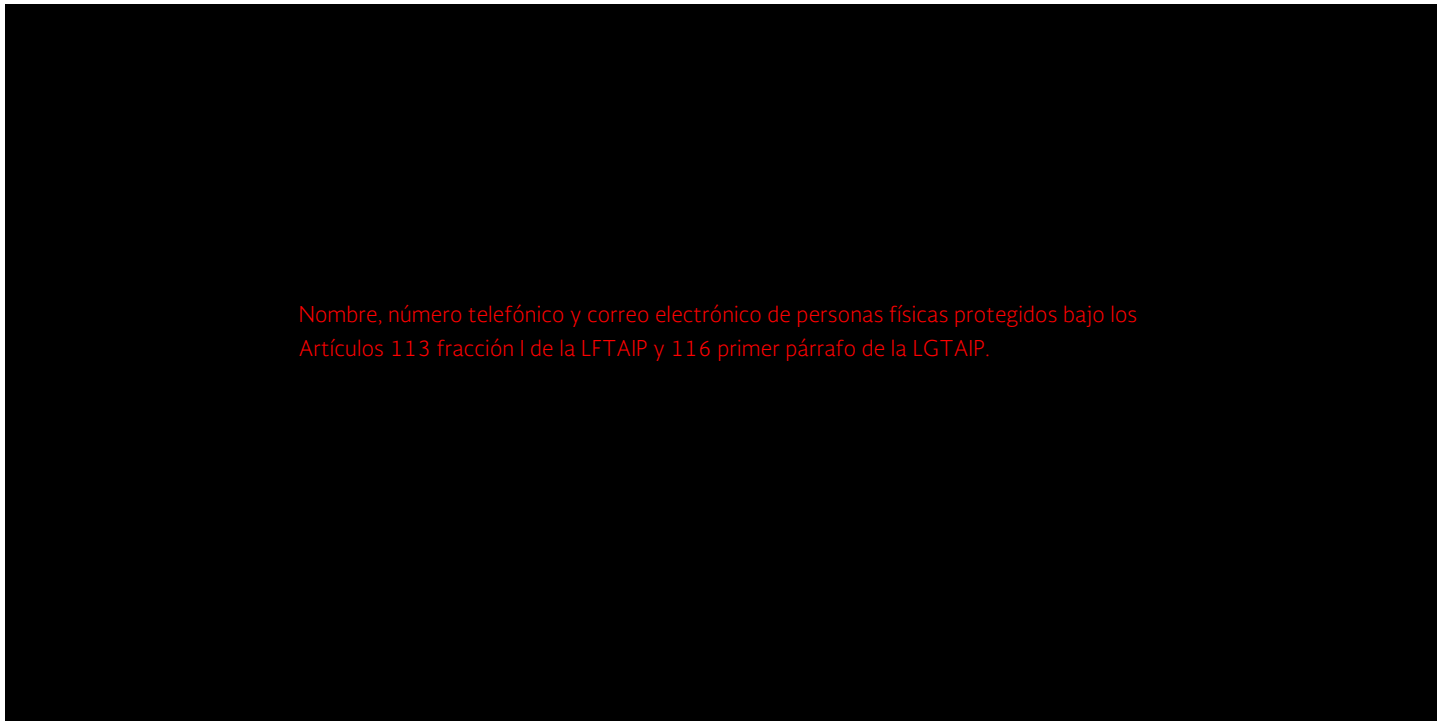 Nombre, número telefónico y correo electrónico de personas físicas protegidos bajo los
Artículos 113 fracción I de la LFTAIP y 116 primer párrafo de la LGTAIP.